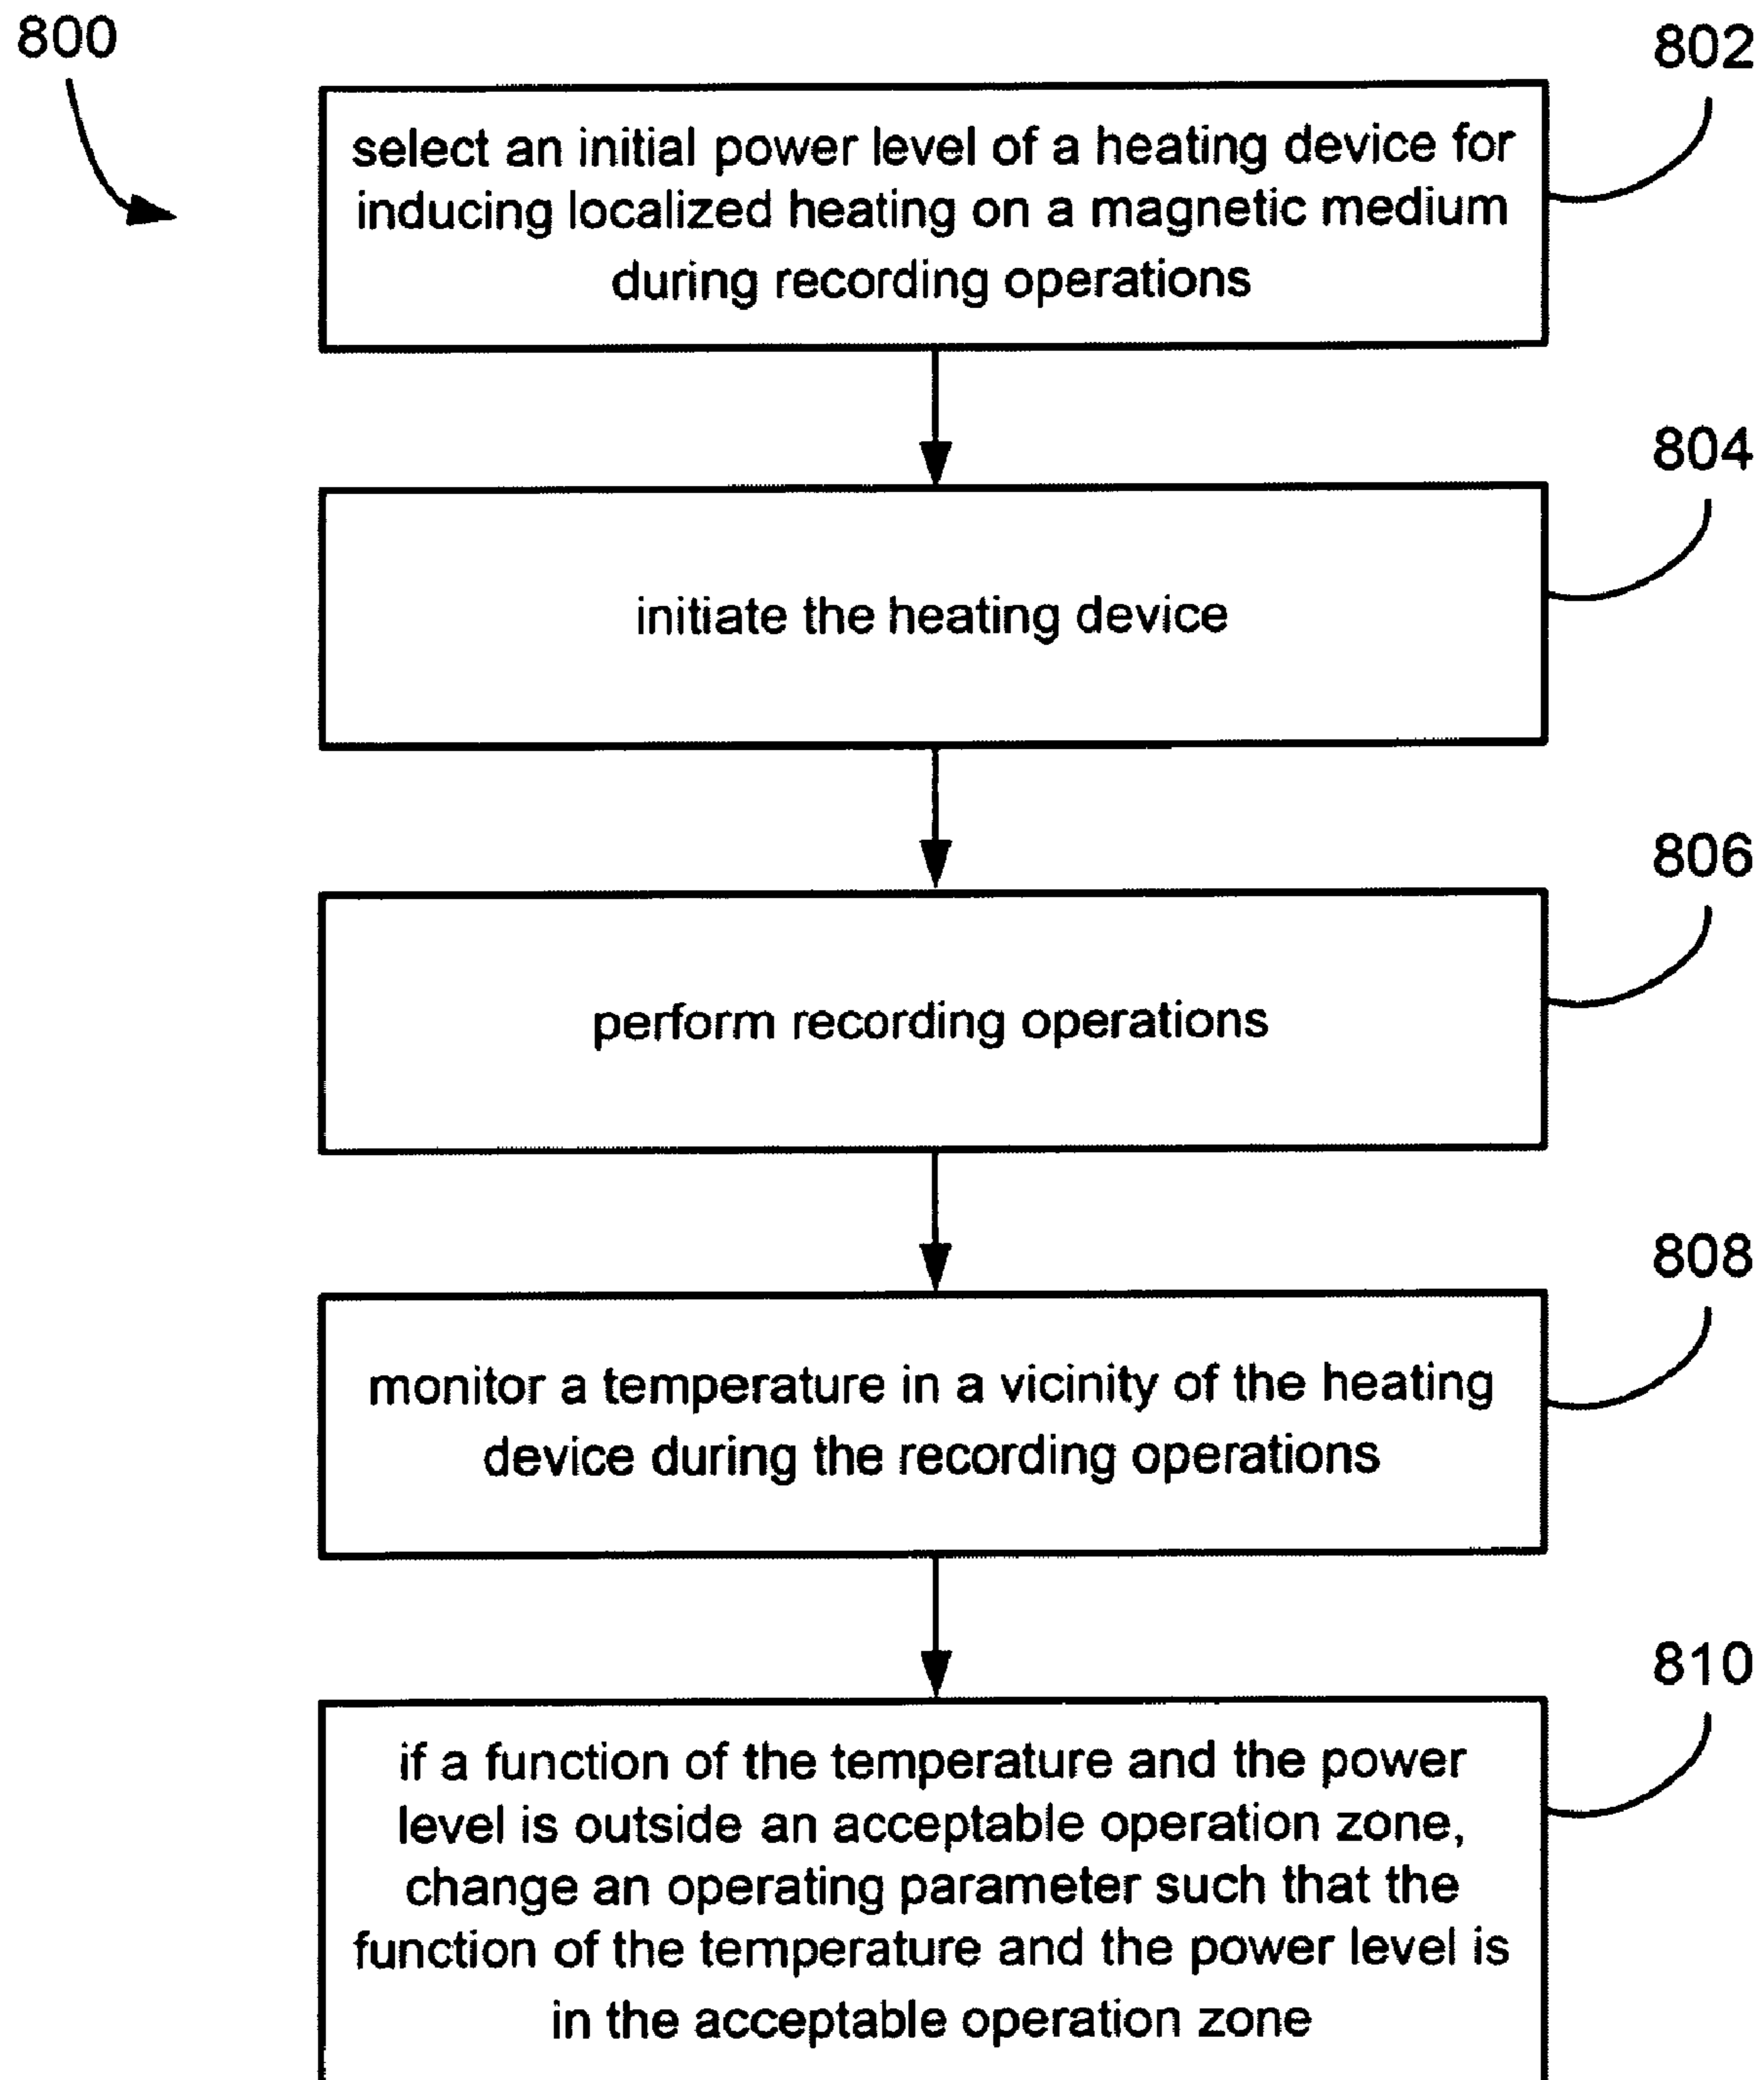 800
802
select an initial power level of a heating device for
inducing localized heating on a magnetic medium
during recording operations
804
initiate the heating device
806
perform recording operations
808
monitor a temperature in a vicinity of the heating
device during the recording operations
810
if a function of the temperature and the power
level is outside an acceptable operation zone,
change an operating parameter such that the
function of the temperature and the power level is
in the acceptable operation zone